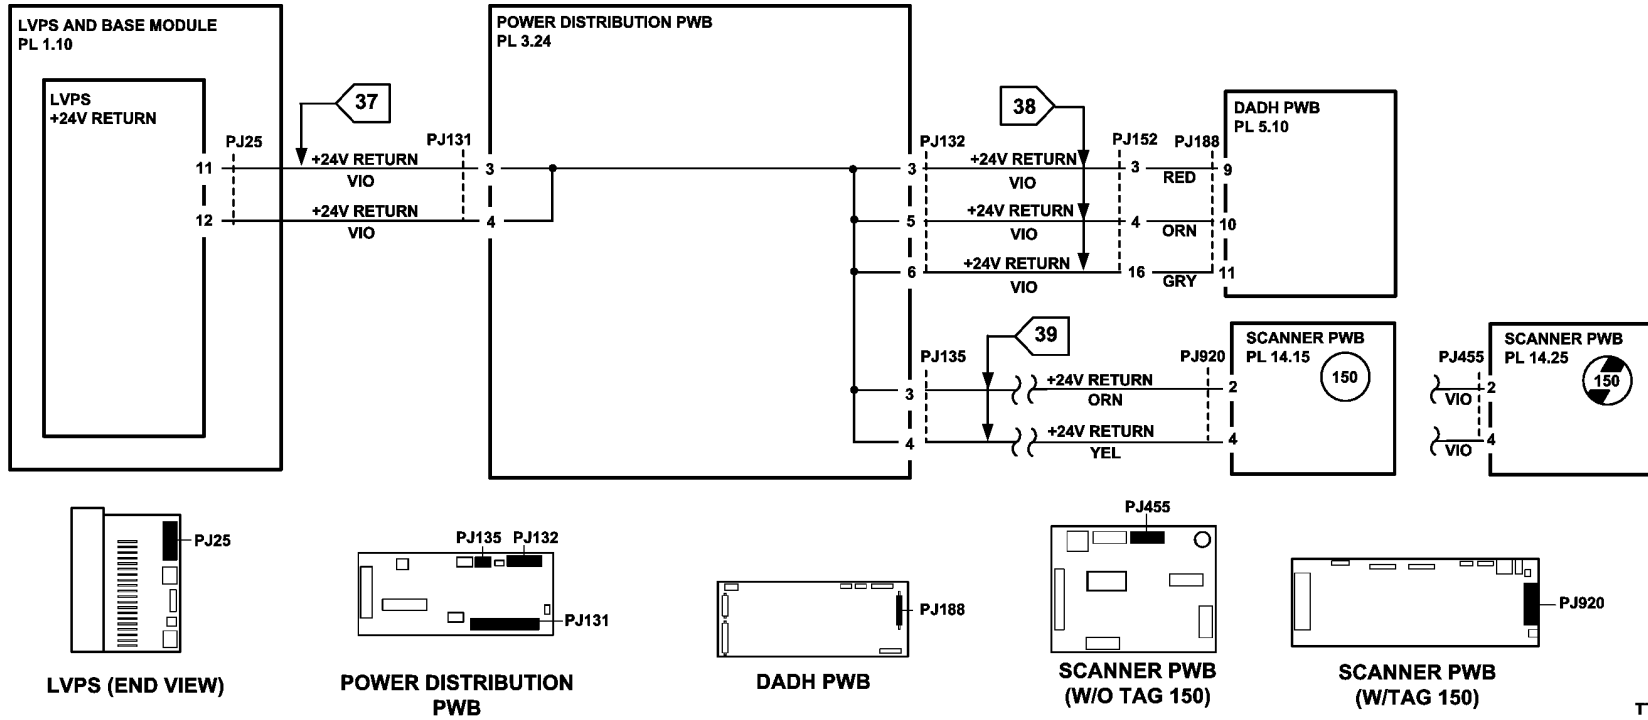 LVPS AND BASE MODULE
PL 1.10
LVPS
+24V RETURN
11
12
PJ25
37
+24V RETURN
VIO
+24V RETURN
VIO
PJ131
3
4
POWER DISTRIBUTION PWB
PL 3.24
3
5
6
3
4
PJ132
38
+24V RETURN
VIO
+24V RETURN
VIO
+24V RETURN
VIO
PJ152
3
4
16
RED
ORN
GRY
PJ188
9
10
11
DADH PWB
PL 5.10
PJ135
39
+24V RETURN
ORN
+24V RETURN
YEL
PJ920
2
4
SCANNER PWB
PL 14.15
150
PJ455
VIO
VIO
2
4
SCANNER PWB
PL 14.25
150
PJ25
LVPS (END VIEW)
PJ135
PJ132
PJ131
POWER DISTRIBUTION
PWB
PJ188
DADH PWB
PJ455
SCANNER PWB
(W/O TAG 150)
PJ920
SCANNER PWB
(W/TAG 150)